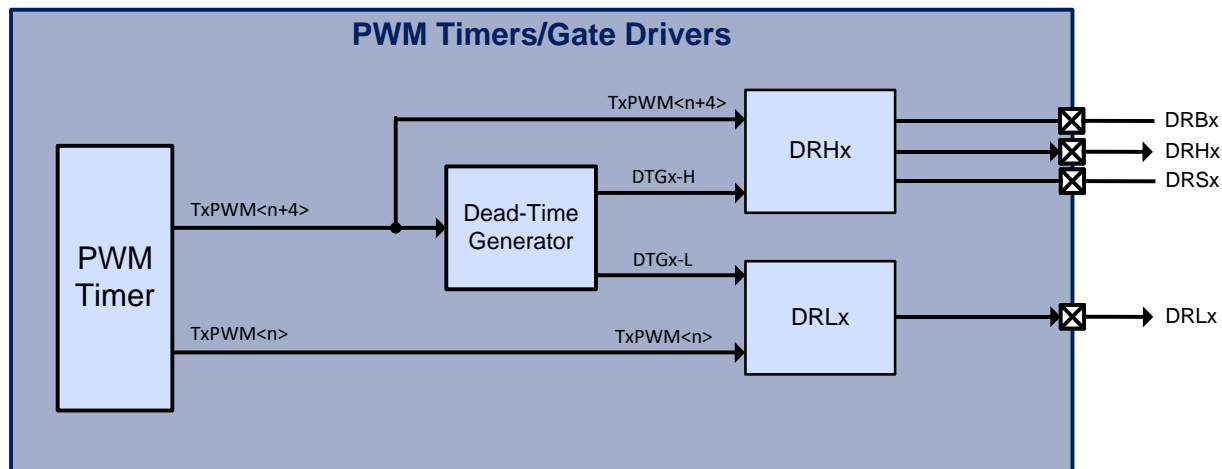 PWM Timers/Gate Drivers
TxPWM<n+4>
DRHx
DRBx
DRHx
DRSx
DTGx-H
TxPWM<n+4>
Dead-Time
Generator
PWM
Timer
DTGx-L
DRLx
DRLx
TxPWM<n>
TxPWM<n>